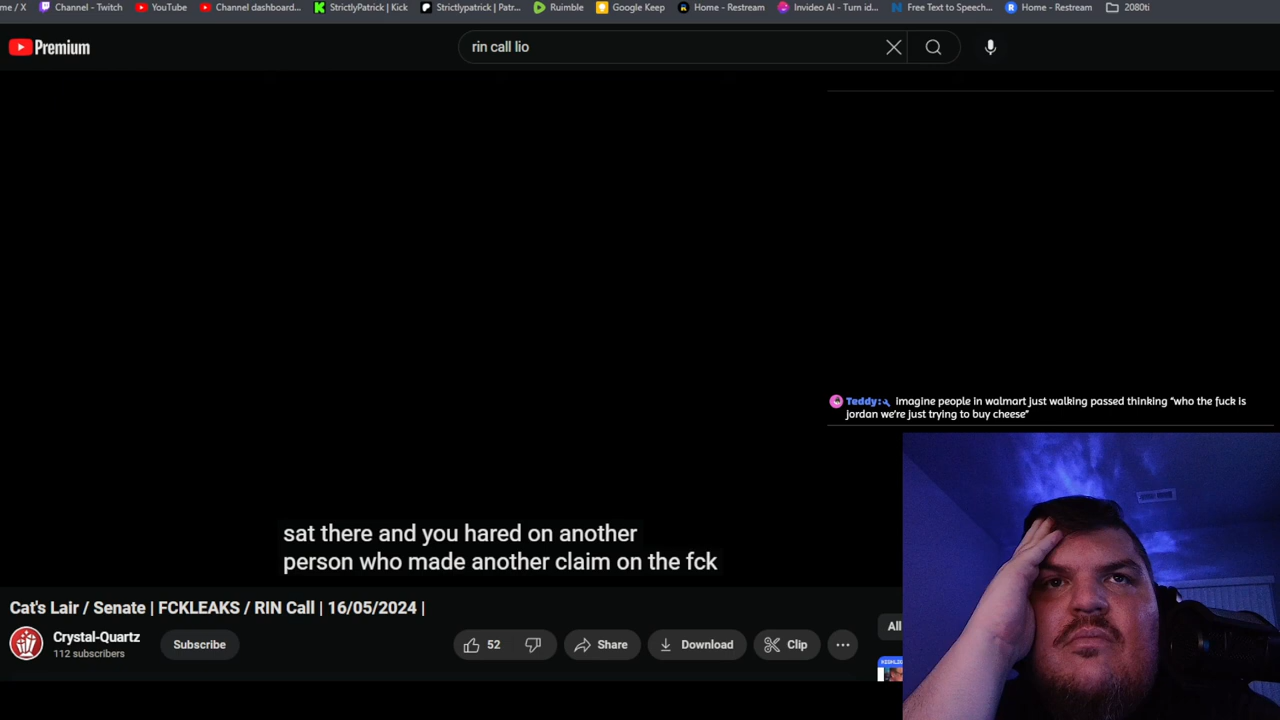 me / X Channel - Twitch YouTube Channel dashboard... StrictlyPatrick | Kick Strictlypatrick | Patr... Rumble Google Keep Home - Restream Invideo AI - Turn id... Free Text to Speech... Home - Restream 2080ti
Premium
rin call lio
Teddy: imagine people in walmart just walking passed thinking “who the fuck is
jordan we’re just trying to buy cheese”
sat there and you hared on another
person who made another claim on the fck
Cat's Lair / Senate | FCKLEAKS / RIN Call | 16/05/2024 |
All
Crystal-Quartz
112 subscribers
Subscribe
52
Share
Download
Clip